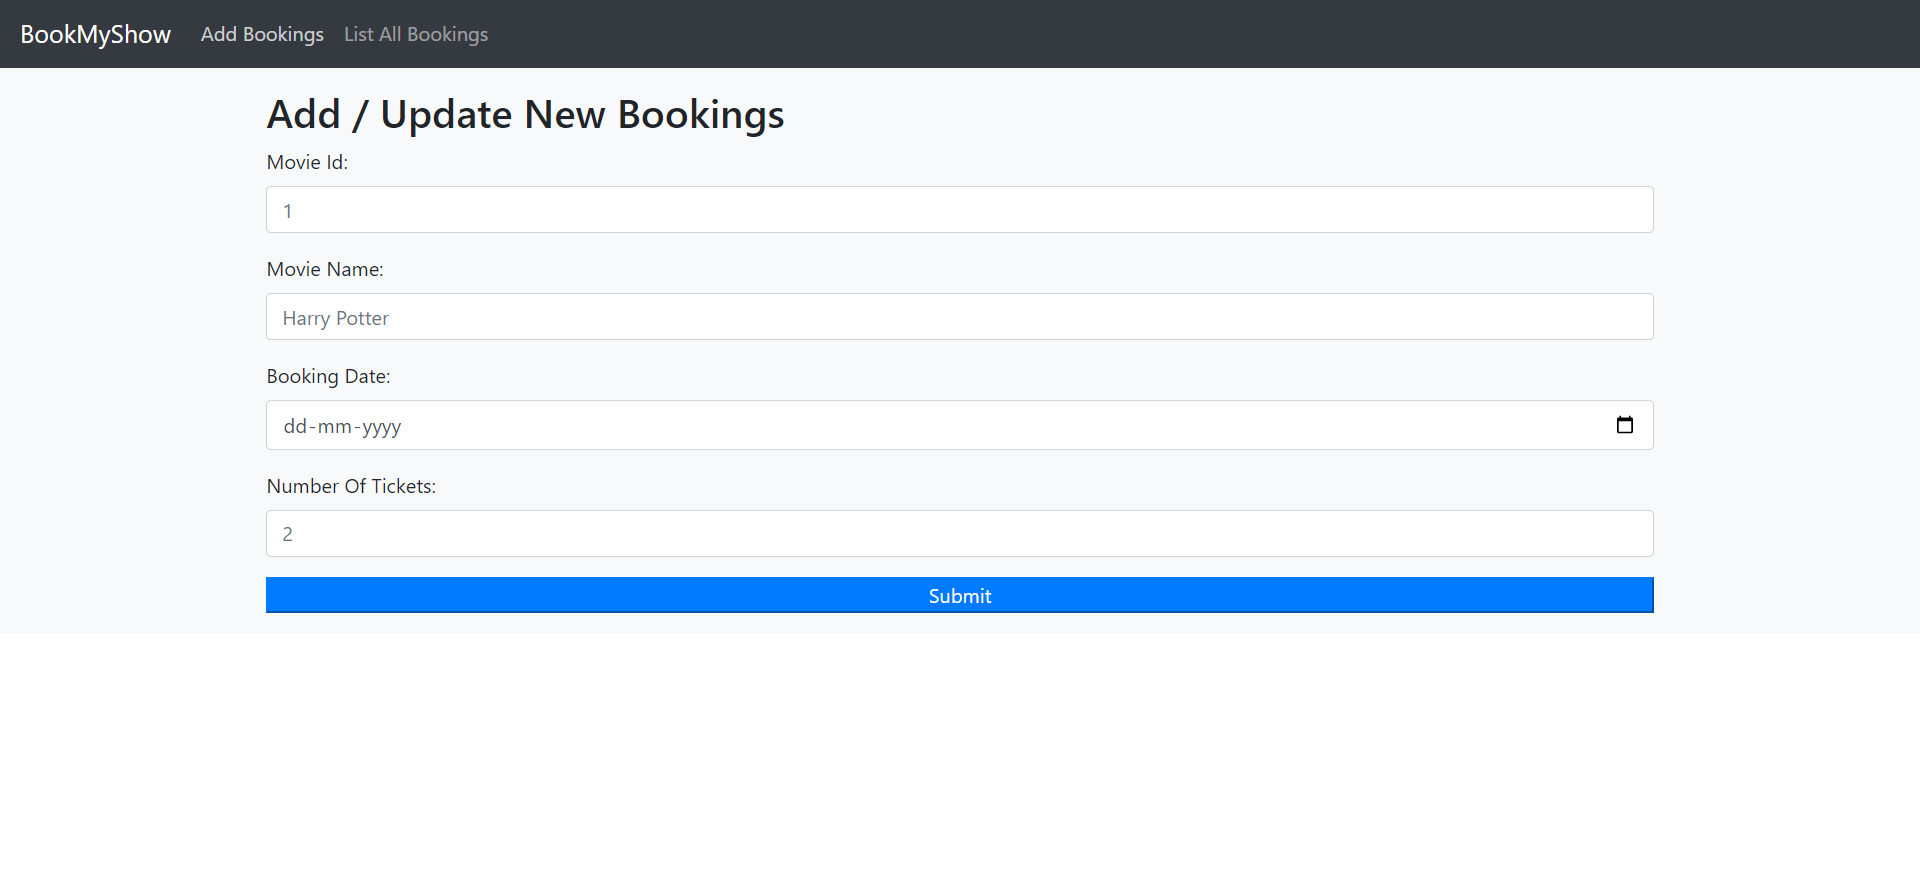 BookMyShow Add Bookings List All Bookings
Add / Update New Bookings
Movie Id:
1
Movie Name:
Harry Potter
Booking Date:
dd-mm-yyyy
Number Of Tickets:
2
Submit